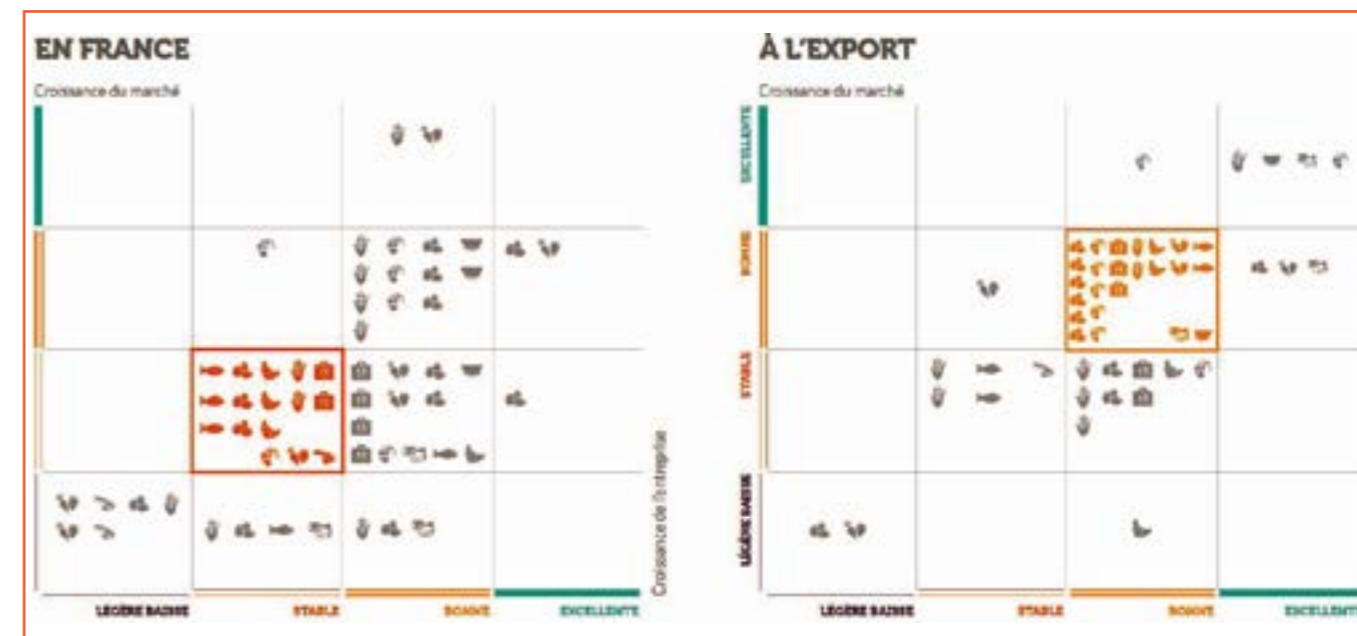 EN FRANCE
Croissance du marché
LÉGÈRE BAISSE
STABLE
BONNE
EXCELLENTE
Croissance de l'entreprise
À L'EXPORT
Croissance du marché
EXCELLENTE
BONNE
STABLE
LÉGÈRE BAISSE
LÉGÈRE BAISSE
STABLE
BONNE
EXCELLENTE